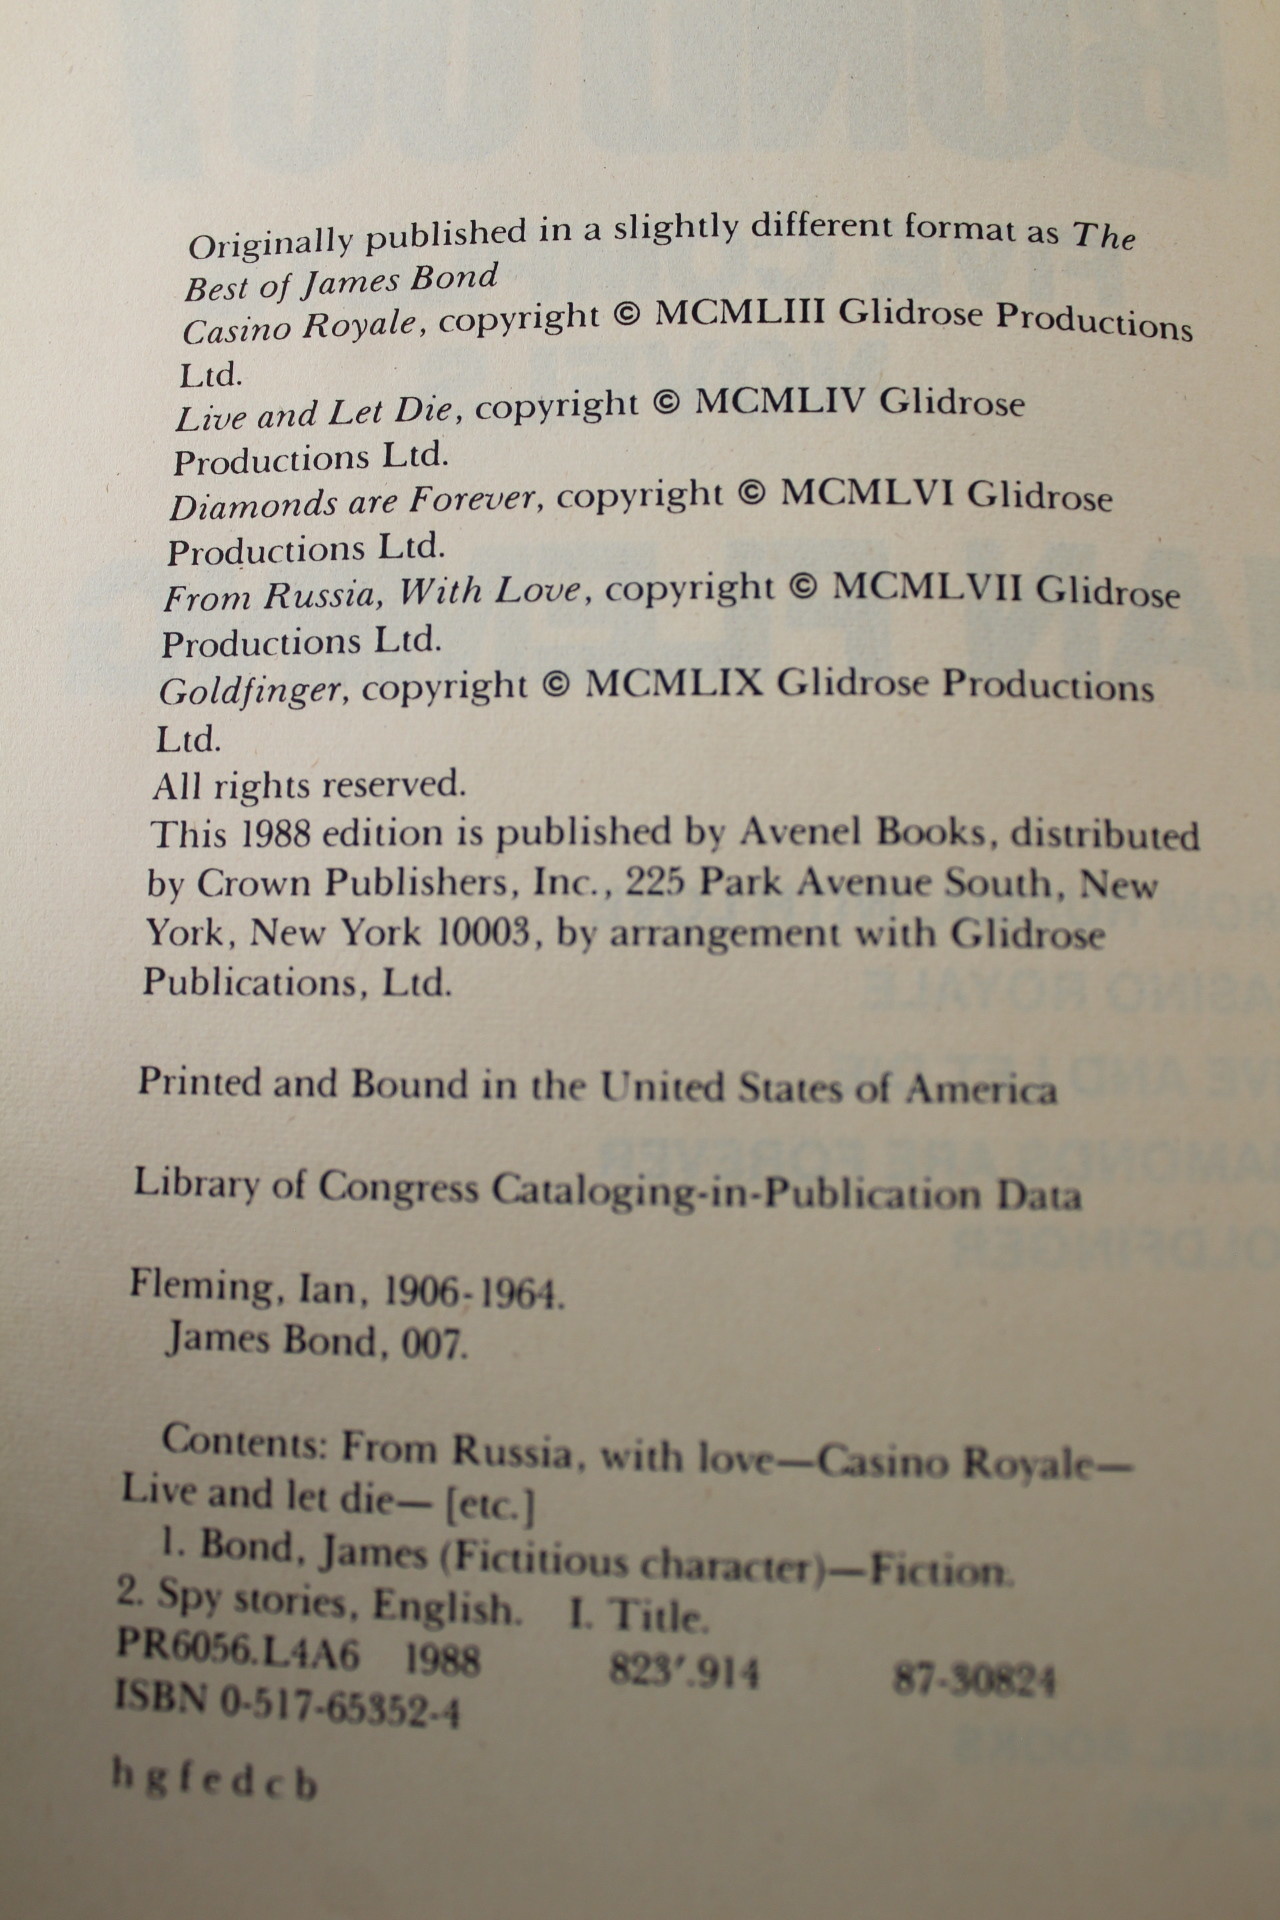 Originally published in a slightly different format as The
Best of James Bond
Casino Royale, copyright © MCMLIII Glidrose Productions
Ltd.
Live and Let Die, copyright © MCMLIV Glidrose
Productions Ltd.
Diamonds are Forever, copyright © MCMLVI Glidrose
Productions Ltd.
From Russia, With Love, copyright © MCMLVII Glidrose
Productions Ltd.
Goldfinger, copyright © MCMLIX Glidrose Productions
Ltd.
All rights reserved.
This 1988 edition is published by Avenel Books, distributed
by Crown Publishers, Inc., 225 Park Avenue South, New
York, New York 10003, by arrangement with Glidrose
Publications, Ltd.
Printed and Bound in the United States of America
Library of Congress Cataloging-in-Publication Data
Fleming, Ian, 1906-1964.
James Bond, 007.
Contents: From Russia, with love—Casino Royale—
Live and let die— [etc.]
1. Bond, James (Fictitious character)—Fiction.
2. Spy stories, English. I. Title.
PR6056.L4A6 1988 823'.914 87-30824
ISBN 0-517-65352-4
h g f e d c b